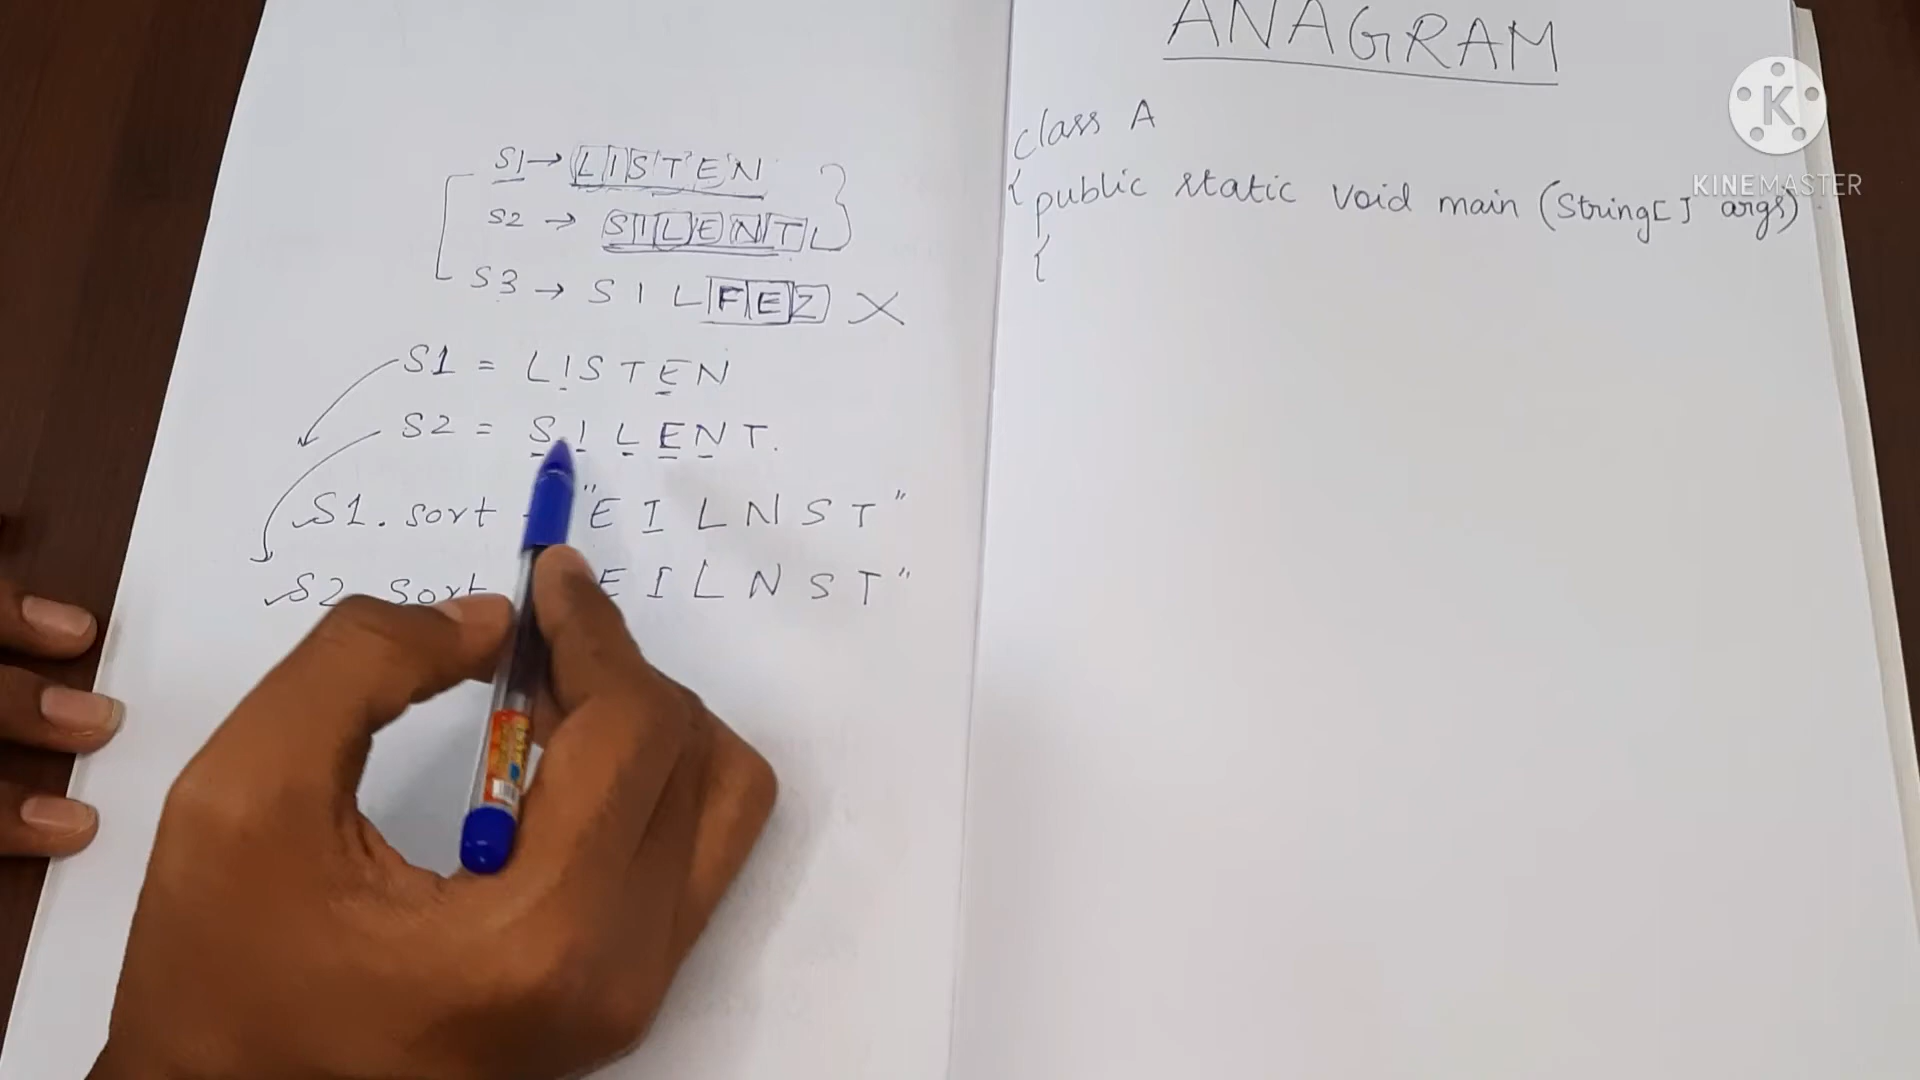 S1 → LISTEN
S2 → SILENT
S3 → SILFEZ X
S1 = LISTEN
S2 = SILENT.
S1. sort "EILNST"
S2 sort EILNST"
ANAGRAM
class A
{ public static void main (String[] args)
{
K
KINEMASTER